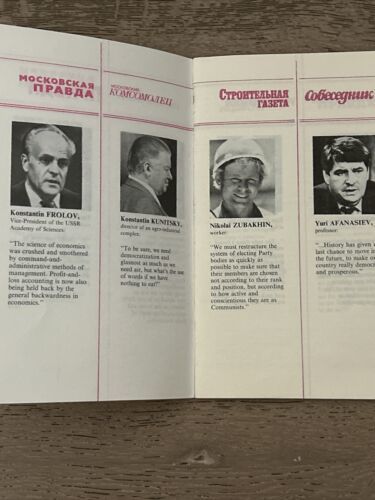 МОСКОВСКАЯ
ПРАВДА
Konstantin FROLOV,
Vice-President of the USSR
Academy of Sciences:
"The science of economics
was crushed and smothered
by command-and-
administrative methods of
management. Profit-and-
loss accounting is now also
being held back by the
general backwardness in
economics."
МОСКОВСКИЙ
КОМСОМОЛЕЦ
Konstantin KUNITSKY,
director of an agro-industrial
complex:
"To be sure, we need
democratization and
glasnost as much as we
need air, but what's the use
of words if we have
nothing to eat?"
СТРОИТЕЛЬНАЯ
ГАЗЕТА
Nikolai ZUBAKHIN,
worker:
"We must restructure the
system of electing Party
bodies as quickly as
possible to make sure that
their members are chosen
not according to their rank
and position, but according
to how active and
conscientious they are as
Communists."
Собеседник
Yuri AFANASIEV,
professor:
"...History has given
last chance to move
the future, to make our
country really
and prosperous."